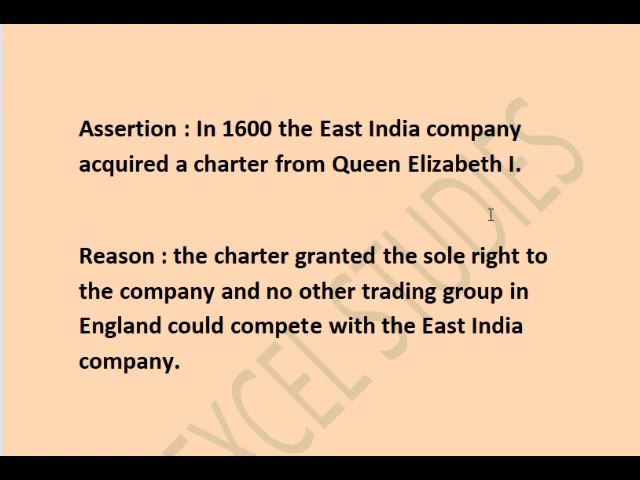 Assertion : In 1600 the East India company
acquired a charter from Queen Elizabeth I.
Reason : the charter granted the sole right to
the company and no other trading group in
England could compete with the East India
company.
EXCEL STUDIES